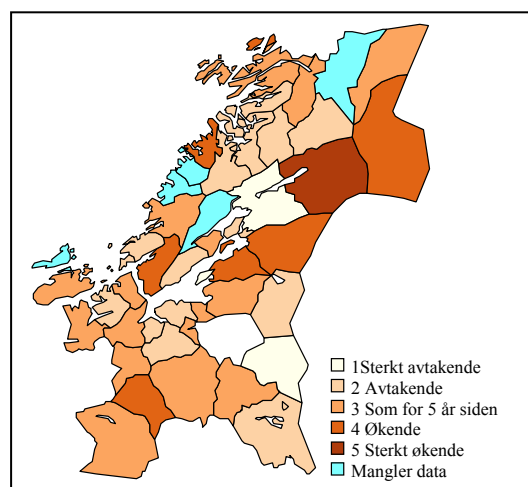 1Sterkt avtakende
2 Avtakende
3 Som for 5 år siden
4 Økende
5 Sterkt økende
Mangler data